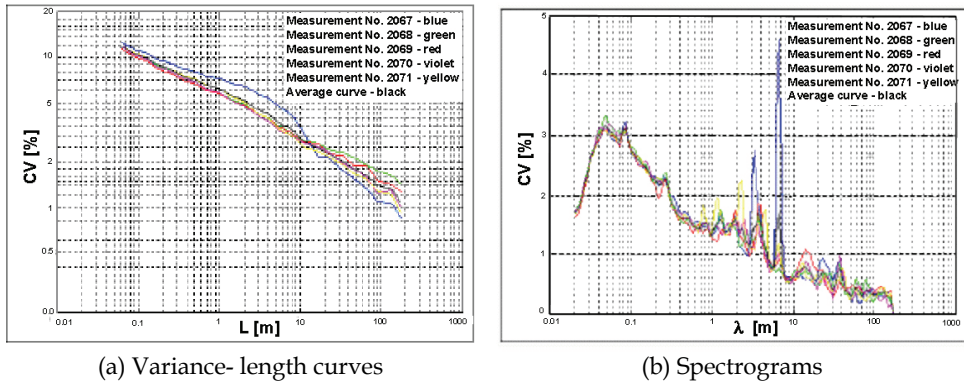 Measurement No. 2067 - blue
Measurement No. 2068 - green
Measurement No. 2069 - red
Measurement No. 2070 - violet
Measurement No. 2071 - yellow
Average curve - black
20
10
5
2
1
0.5
0.0
CV [%]
0.01
0.1
1
10
100
1000
L [m]
(a) Variance- length curves
Measurement No. 2067 - blue
Measurement No. 2068 - green
Measurement No. 2069 - red
Measurement No. 2070 - violet
Measurement No. 2071 - yellow
Average curve - black
5
4
3
2
1
0
CV [%]
0.01
0.1
1
10
100
1000
λ [m]
(b) Spectrograms